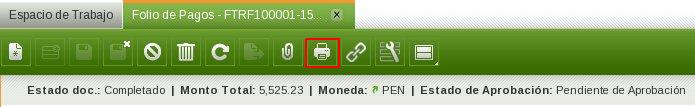 Espacio de Trabajo Folio de Pagos - FTRF100001-15...
Estado doc.: Completado | Monto Total: 5,525.23 | Moneda: PEN | Estado de Aprobación: Pendiente de Aprobación